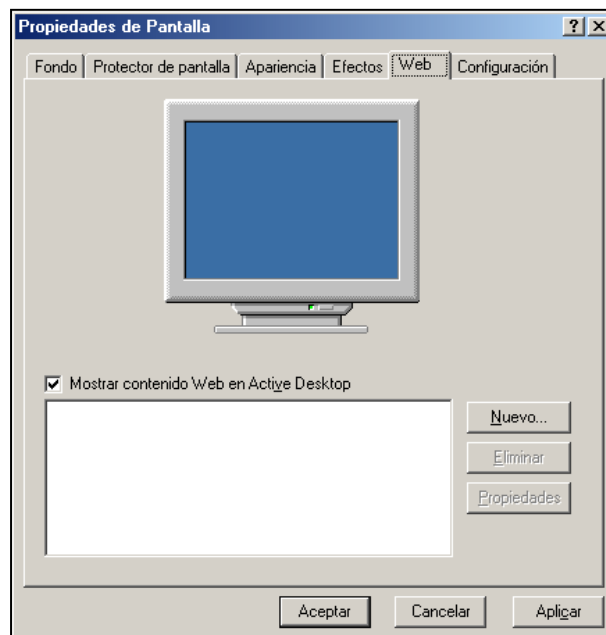 Propiedades de Pantalla
Fondo Protector de pantalla Apariencia Efectos Web Configuración
Mostrar contenido Web en Active Desktop
Nuevo...
Eliminar
Propiedades
Aceptar Cancelar Aplicar